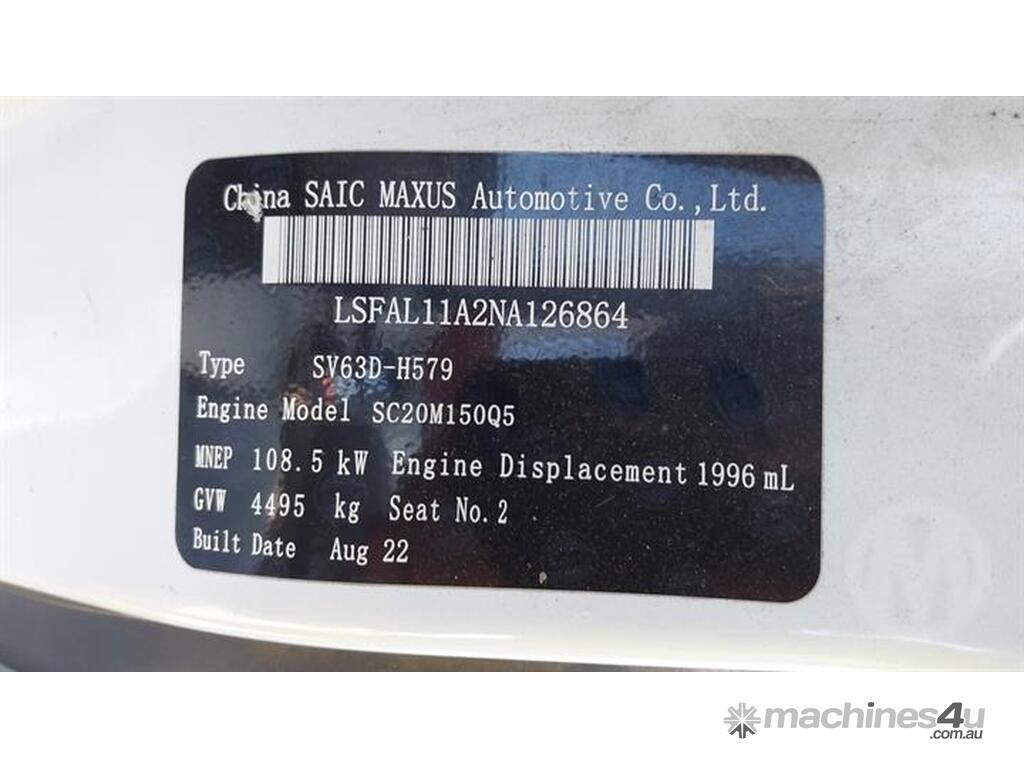 China SAIC MAXUS Automotive Co.,Ltd.
LSFAL11A2NA126864
Type SV63D-H579
Engine Model SC20M150Q5
MNEP 108.5 kW Engine Displacement 1996 mL
GVW 4495 kg Seat No.2
Built Date Aug 22
machines4u
.com.au